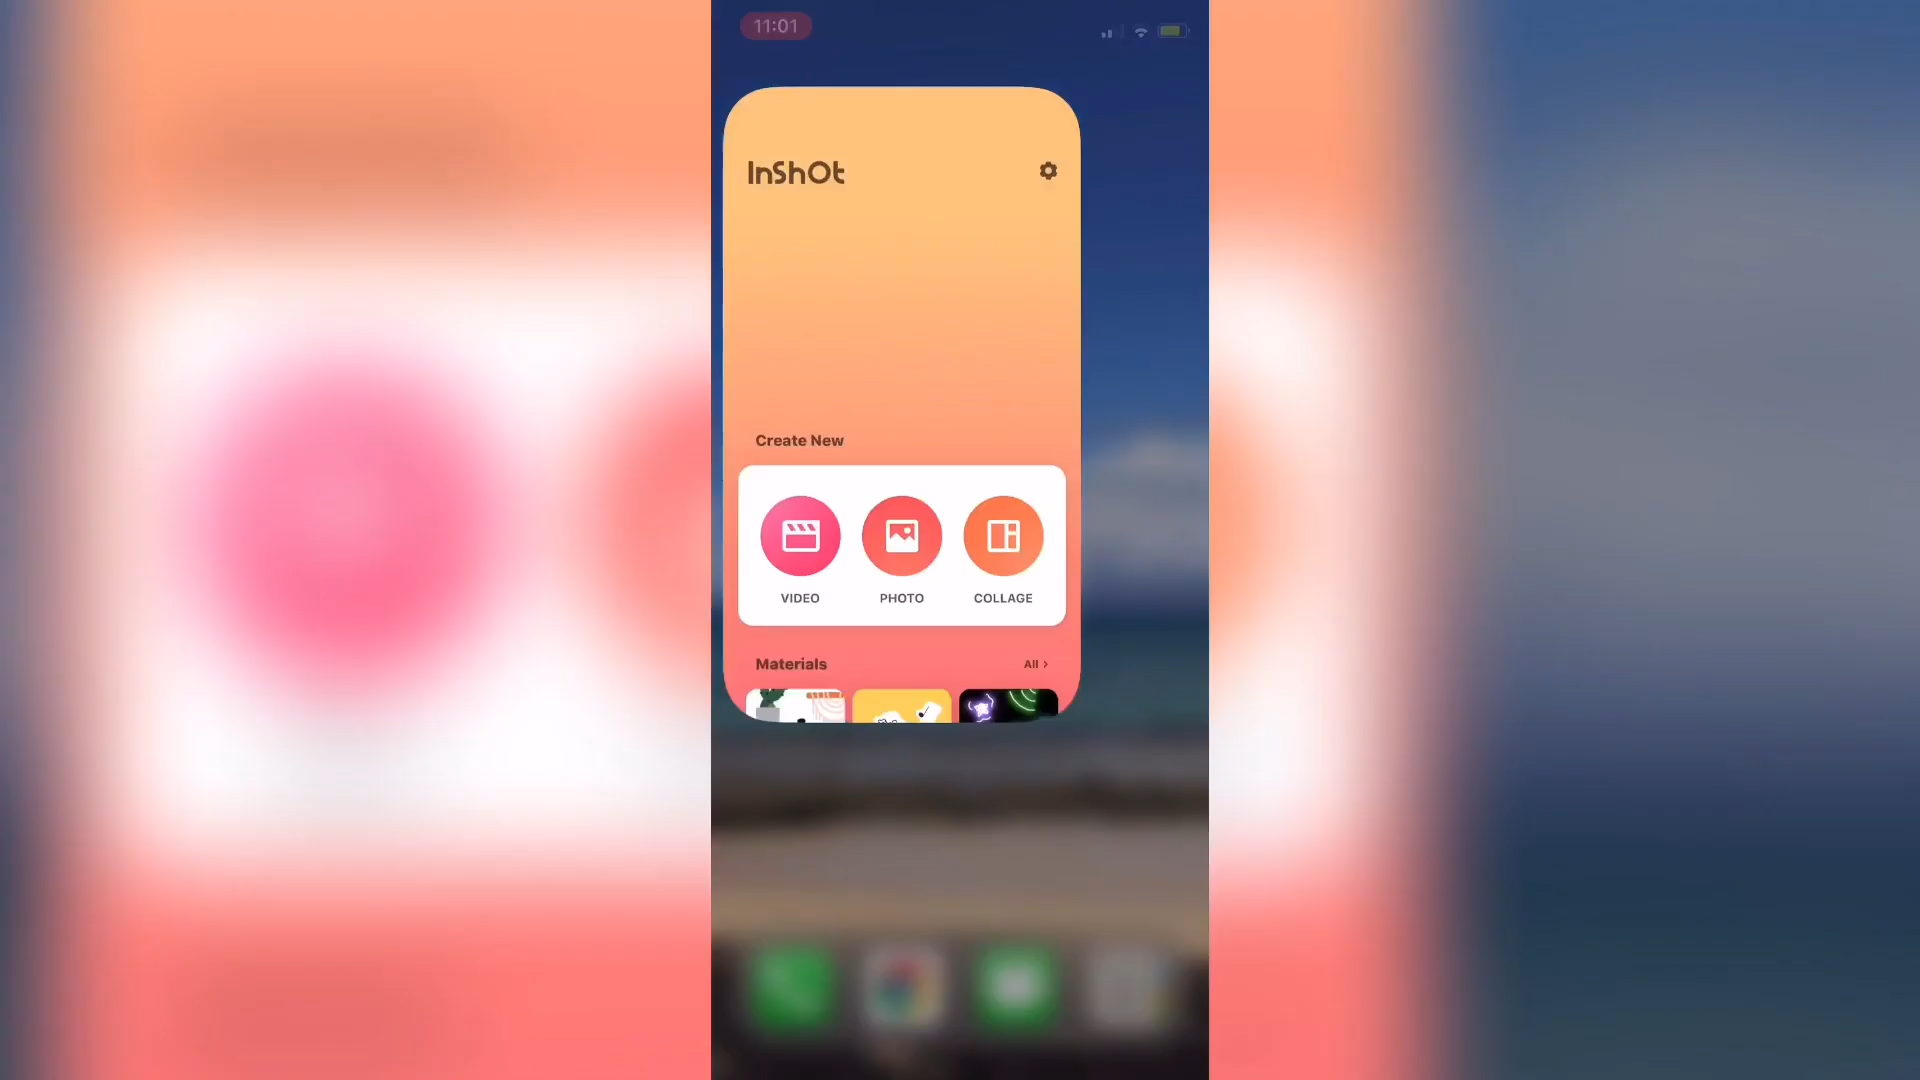 11:01
InShOt
Create New
VIDEO PHOTO COLLAGE
Materials All >